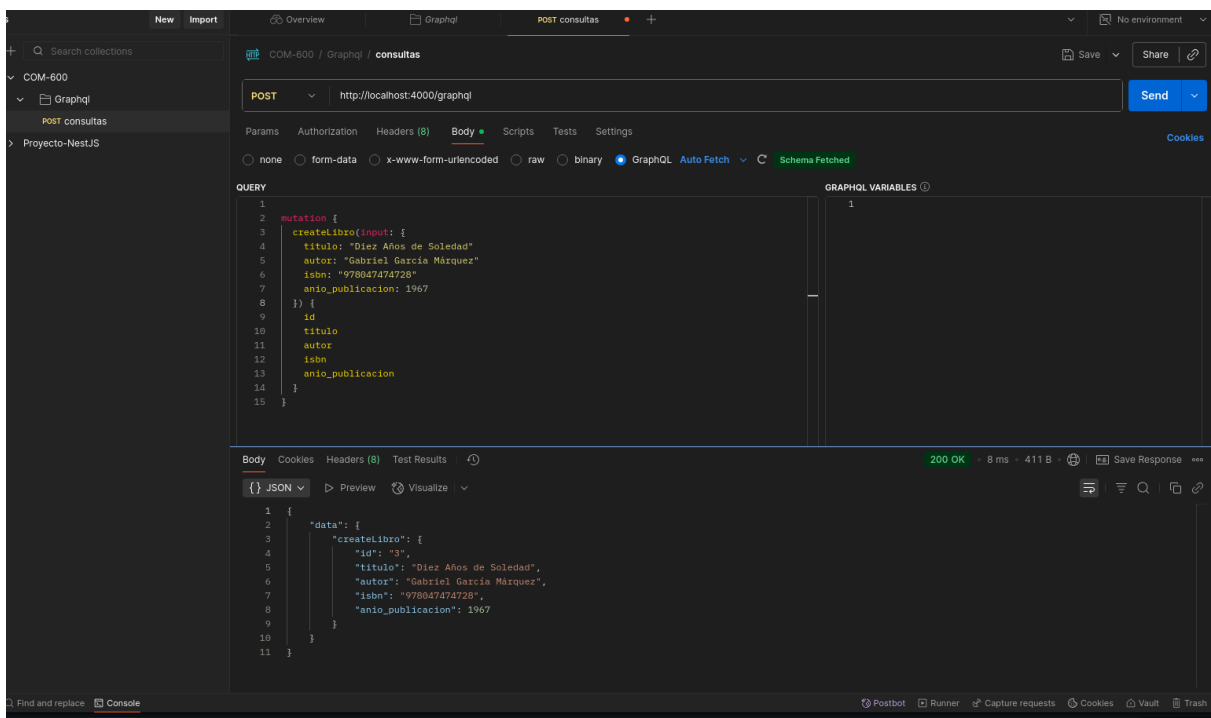 New Import
Overview
Graphql
POST consultas
No environment
Search collections
COM-600
Graphql
POST consultas
Proyecto-NestJS
HTTP COM-600 / Graphql / consultas
Save
Share
POST
http://localhost:4000/graphql
Send
Params Authorization Headers (8) Body Scripts Tests Settings
Cookies
none form-data x-www-form-urlencoded raw binary GraphQL Auto Fetch Schema Fetched
QUERY
1
2 mutation {
3 createLibro(input: {
4 titulo: "Diez Años de Soledad"
5 autor: "Gabriel García Márquez"
6 isbn: "978047474728"
7 anio_publicacion: 1967
8 }) {
9 id
10 titulo
11 autor
12 isbn
13 anio_publicacion
14 }
15 }
GRAPHQL VARIABLES
1
Body Cookies Headers (8) Test Results
200 OK 8 ms 411 B
Save Response
{} JSON Preview Visualize
1 {
2 "data": {
3 "createLibro": {
4 "id": "3",
5 "titulo": "Diez Años de Soledad",
6 "autor": "Gabriel García Márquez",
7 "isbn": "978047474728",
8 "anio_publicacion": 1967
9 }
10 }
11 }
Find and replace Console
Postbot Runner Capture requests Cookies Vault Trash